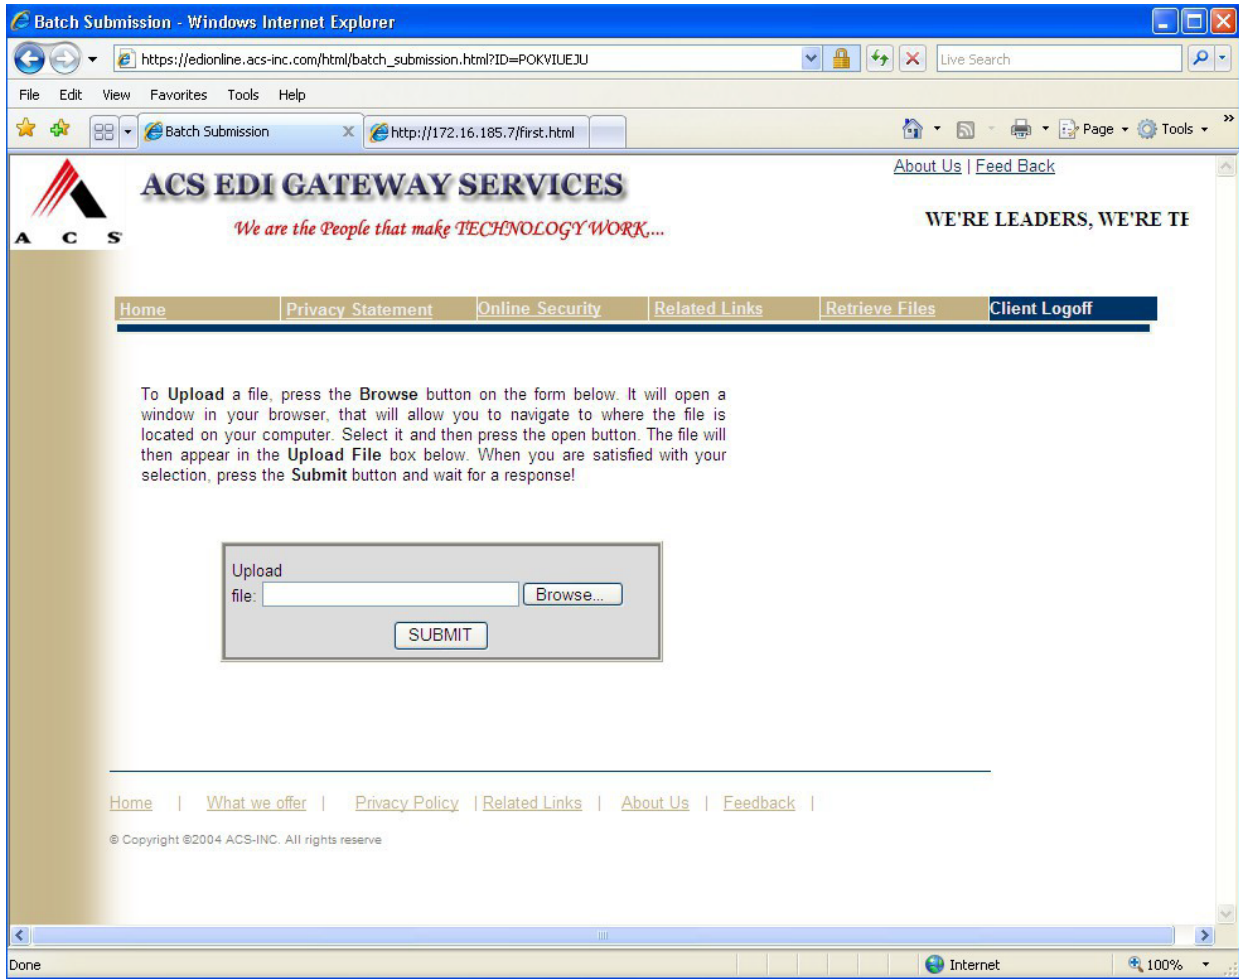 Batch Submission - Windows Internet Explorer
https://edionline.acs-inc.com/html/batch_submission.html?ID=POKVIUEJU
Live Search
File Edit View Favorites Tools Help
Batch Submission X http://172.16.185.7/first.html
Page Tools »
About Us | Feed Back
ACS EDI GATEWAY SERVICES
We are the People that make TECHNOLOGY WORK....
WE'RE LEADERS, WE'RE TH
A C S
Home Privacy Statement Online Security Related Links Retrieve Files Client Logoff
To Upload a file, press the Browse button on the form below. It will open a
window in your browser, that will allow you to navigate to where the file is
located on your computer. Select it and then press the open button. The file will
then appear in the Upload File box below. When you are satisfied with your
selection, press the Submit button and wait for a response!
Upload
file: Browse...
SUBMIT
Home | What we offer | Privacy Policy | Related Links | About Us | Feedback |
© Copyright ©2004 ACS-INC. All rights reserve
Done Internet 100%